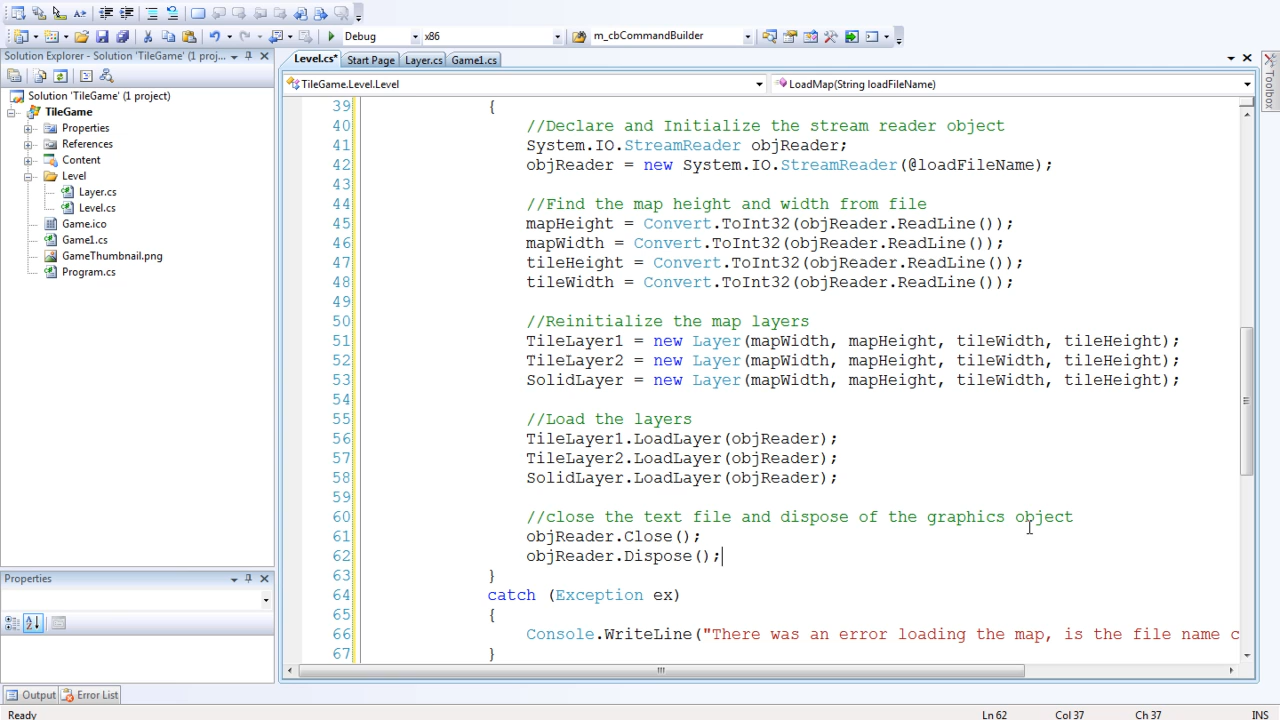 Debug
x86
m_cbCommandBuilder
Solution Explorer - Solution 'TileGame' (1 proj...
Level.cs*
Start Page
Layer.cs
Game1.cs
TileGame.Level.Level
LoadMap(String loadFileName)
Toolbox
Solution 'TileGame' (1 project)
TileGame
Properties
References
Content
Level
Layer.cs
Level.cs
Game.ico
Game1.cs
GameThumbnail.png
Program.cs
Properties
39 {
40 //Declare and Initialize the stream reader object
41 System.IO.StreamReader objReader;
42 objReader = new System.IO.StreamReader(@loadFileName);
43
44 //Find the map height and width from file
45 mapHeight = Convert.ToInt32(objReader.ReadLine());
46 mapWidth = Convert.ToInt32(objReader.ReadLine());
47 tileHeight = Convert.ToInt32(objReader.ReadLine());
48 tileWidth = Convert.ToInt32(objReader.ReadLine());
49
50 //Reinitialize the map layers
51 TileLayer1 = new Layer(mapWidth, mapHeight, tileWidth, tileHeight);
52 TileLayer2 = new Layer(mapWidth, mapHeight, tileWidth, tileHeight);
53 SolidLayer = new Layer(mapWidth, mapHeight, tileWidth, tileHeight);
54
55 //Load the layers
56 TileLayer1.LoadLayer(objReader);
57 TileLayer2.LoadLayer(objReader);
58 SolidLayer.LoadLayer(objReader);
59
60 //close the text file and dispose of the graphics object
61 objReader.Close();
62 objReader.Dispose();
63 }
64 catch (Exception ex)
65 {
66 Console.WriteLine("There was an error loading the map, is the file name c
67 }
Output
Error List
Ready
Ln 62
Col 37
Ch 37
INS